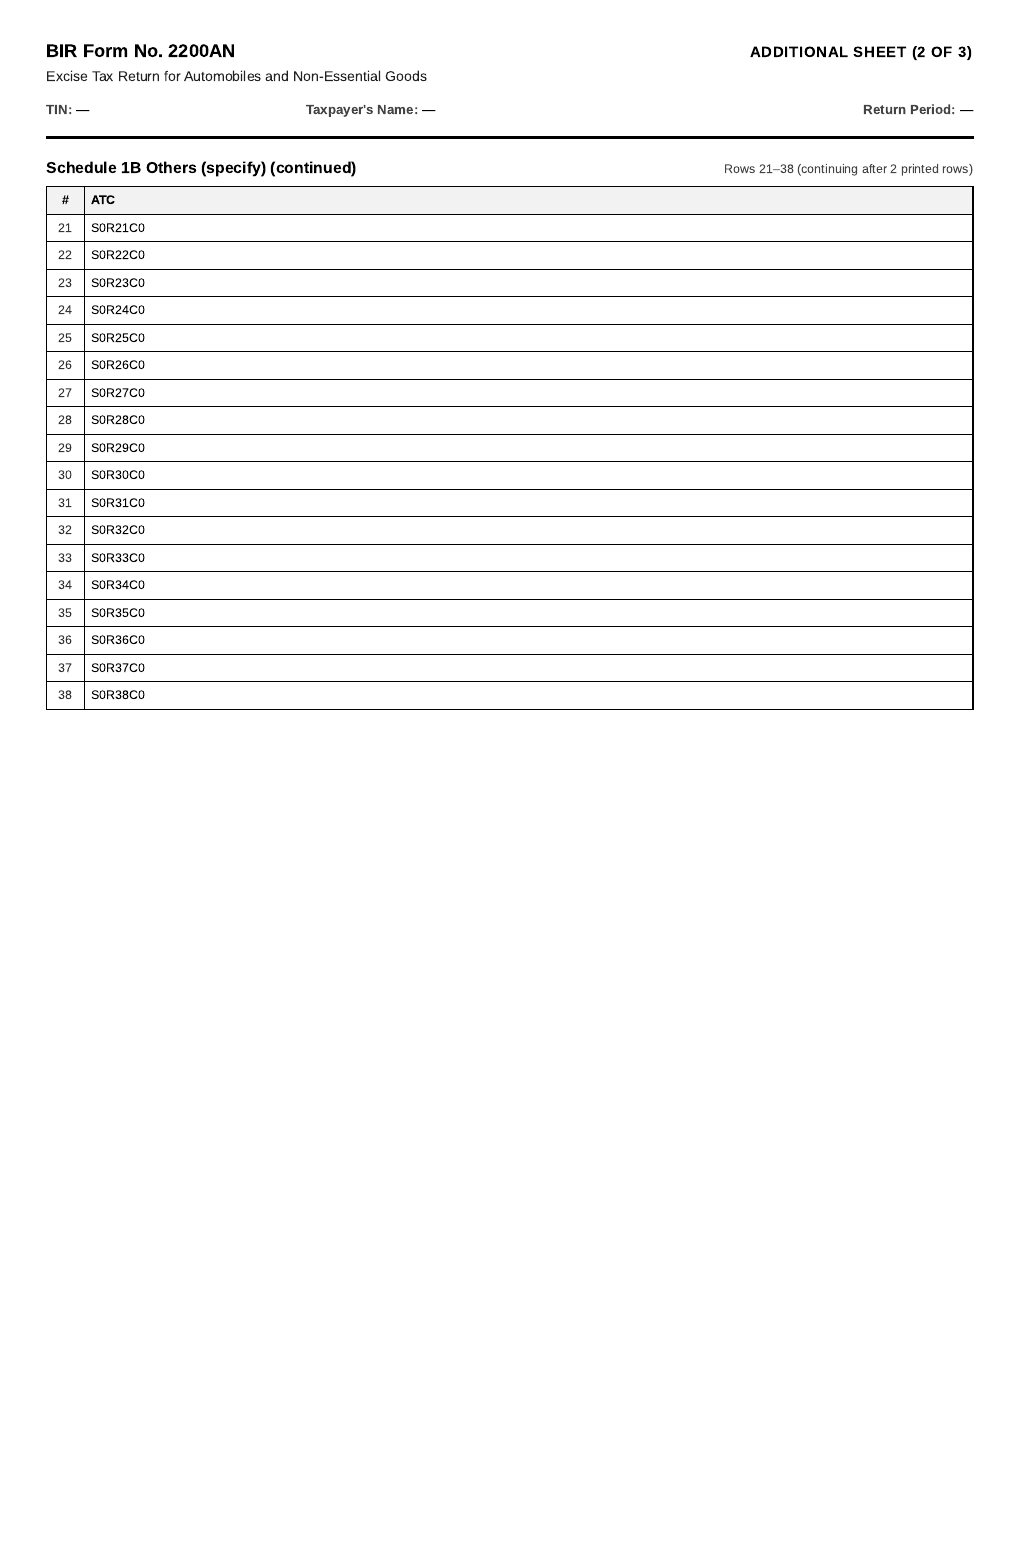 BIR Form No. 2200AN
ADDITIONAL SHEET (2 OF 3)
Excise Tax Return for Automobiles and Non-Essential Goods
TIN: — Taxpayer's Name: — Return Period: —
Schedule 1B Others (specify) (continued) Rows 21–38 (continuing after 2 printed rows)
# ATC
21 S0R21C0
22 S0R22C0
23 S0R23C0
24 S0R24C0
25 S0R25C0
26 S0R26C0
27 S0R27C0
28 S0R28C0
29 S0R29C0
30 S0R30C0
31 S0R31C0
32 S0R32C0
33 S0R33C0
34 S0R34C0
35 S0R35C0
36 S0R36C0
37 S0R37C0
38 S0R38C0